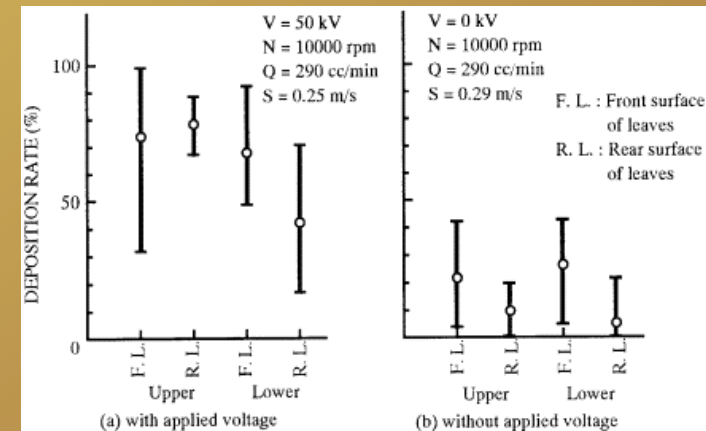 V = 50 kV
N = 10000 rpm
Q = 290 cc/min
S = 0.25 m/s
DEPOSITION RATE (%)
100
50
0
F. L.
R. L.
F. L.
R. L.
Upper
Lower
(a) with applied voltage
V = 0 kV
N = 10000 rpm
Q = 290 cc/min
S = 0.29 m/s
F. L. : Front surface
of leaves
R. L. : Rear surface
of leaves
F. L.
R. L.
F. L.
R. L.
Upper
Lower
(b) without applied voltage